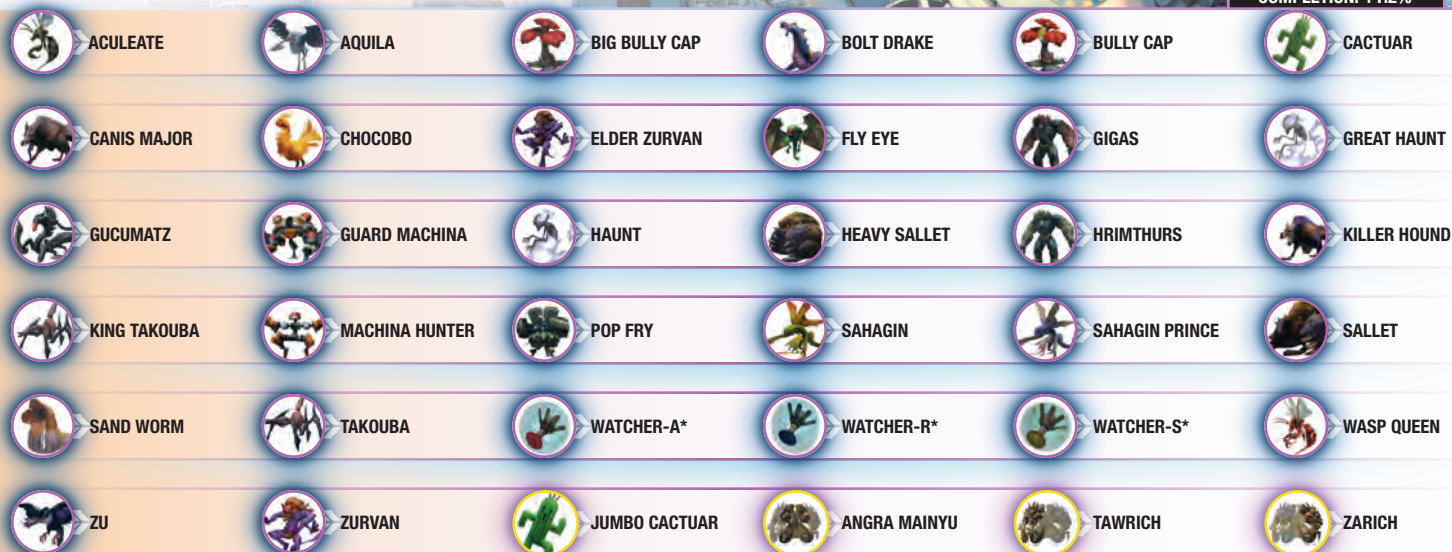 ACULEATE AQUILA BIG BULLY CAP BOLT DRAKE BULLY CAP CACTUAR
CANIS MAJOR CHOCOBO ELDER ZURVAN FLY EYE GIGAS GREAT HAUNT
GUCUMATZ GUARD MACHINA HAUNT HEAVY SALLET HRIMTHURS KILLER HOUND
KING TAKOUBA MACHINA HUNTER POP FRY SAHAGIN SAHAGIN PRINCE SALLET
SAND WORM TAKOUBA WATCHER-A* WATCHER-R* WATCHER-S* WASP QUEEN
ZU ZURVAN JUMBO CACTUAR ANGRA MAINYU TAWRICH ZARICH